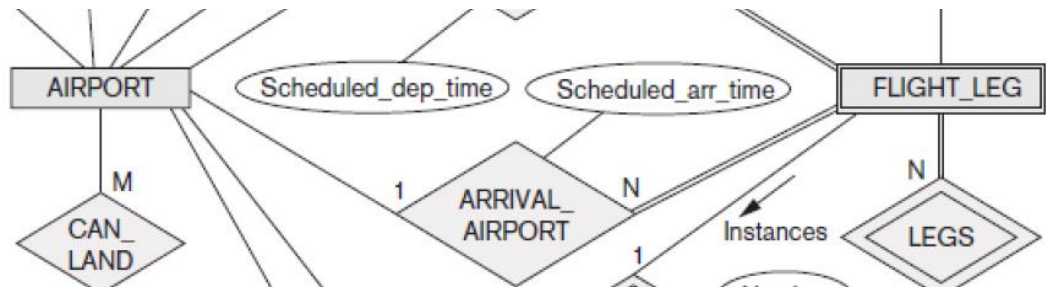 AIRPORT
Scheduled_dep_time
Scheduled_arr_time
FLIGHT_LEG
M
1
N
N
CAN_
LAND
ARRIVAL_
AIRPORT
Instances
LEGS
1